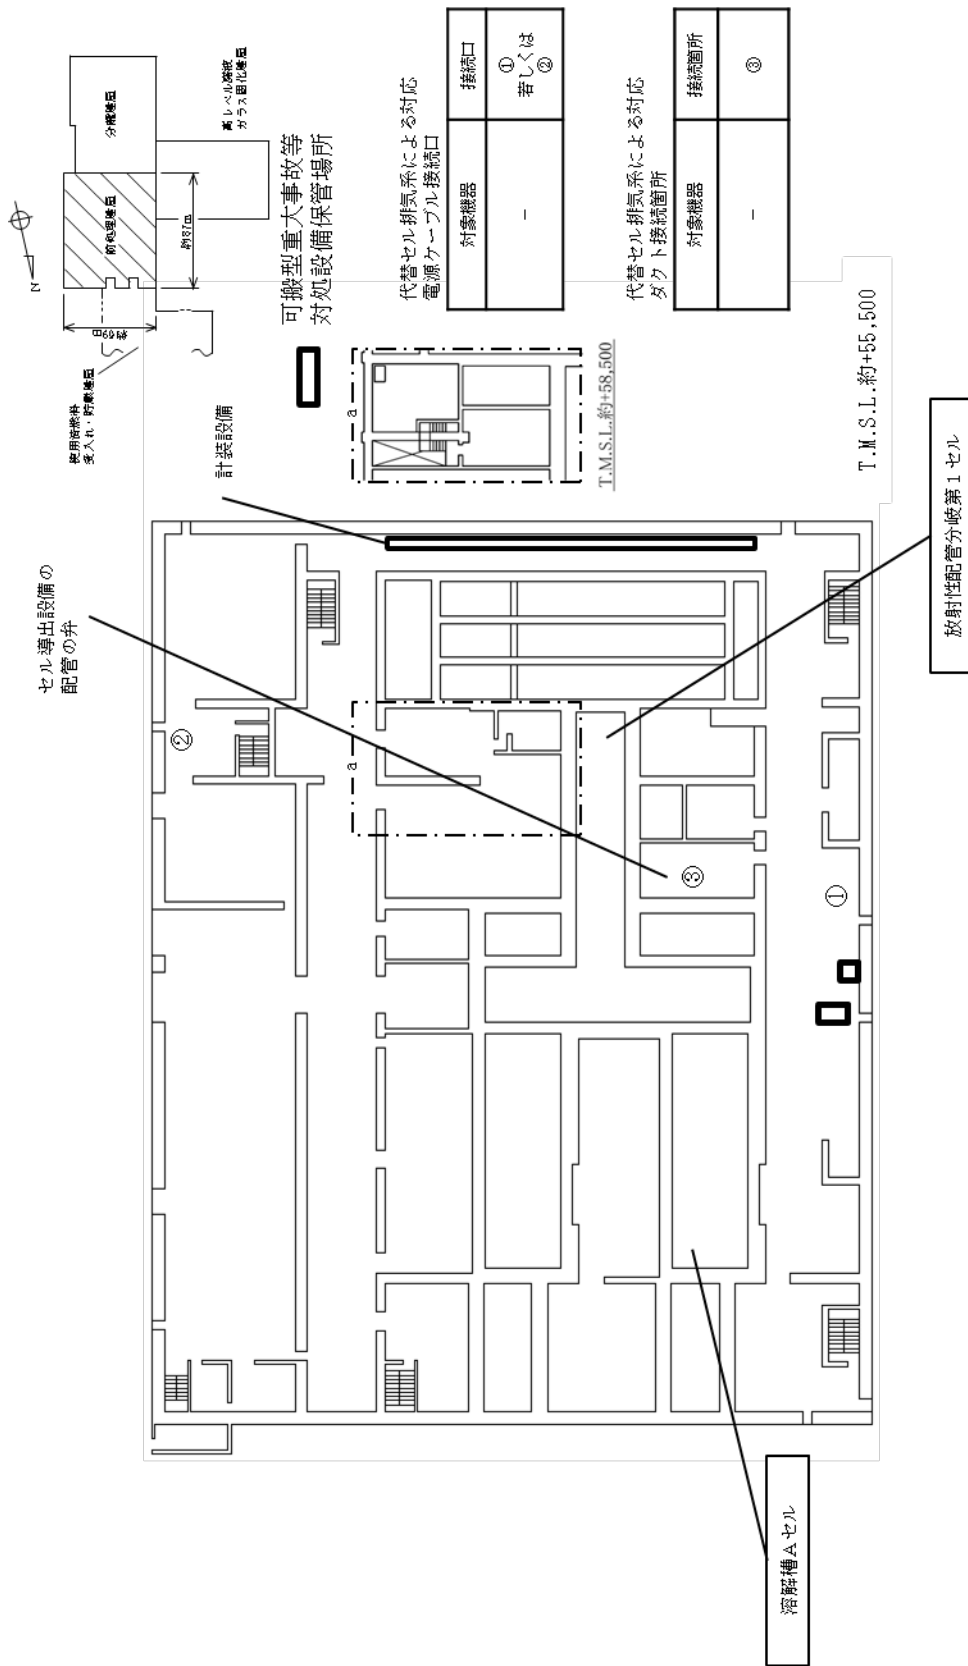 N
使用済燃料
受入れ・貯蔵建屋
約69m
前処理建屋
約87m
分離建屋
高レベル廃液
ガラス固化建屋
可搬型重大事故等
対処設備保管場所
代替セル排気系による対応
電源ケーブル接続口
対象機器
接続口
－
①
若しくは
②
代替セル排気系による対応
ダクト接続箇所
対象機器
接続箇所
－
③
計装設備
a
T.M.S.L.約+58,500
T.M.S.L.約+55,500
セル導出設備の
配管の弁
②
a
③
①
放射性配管分岐第1セル
溶解槽Aセル